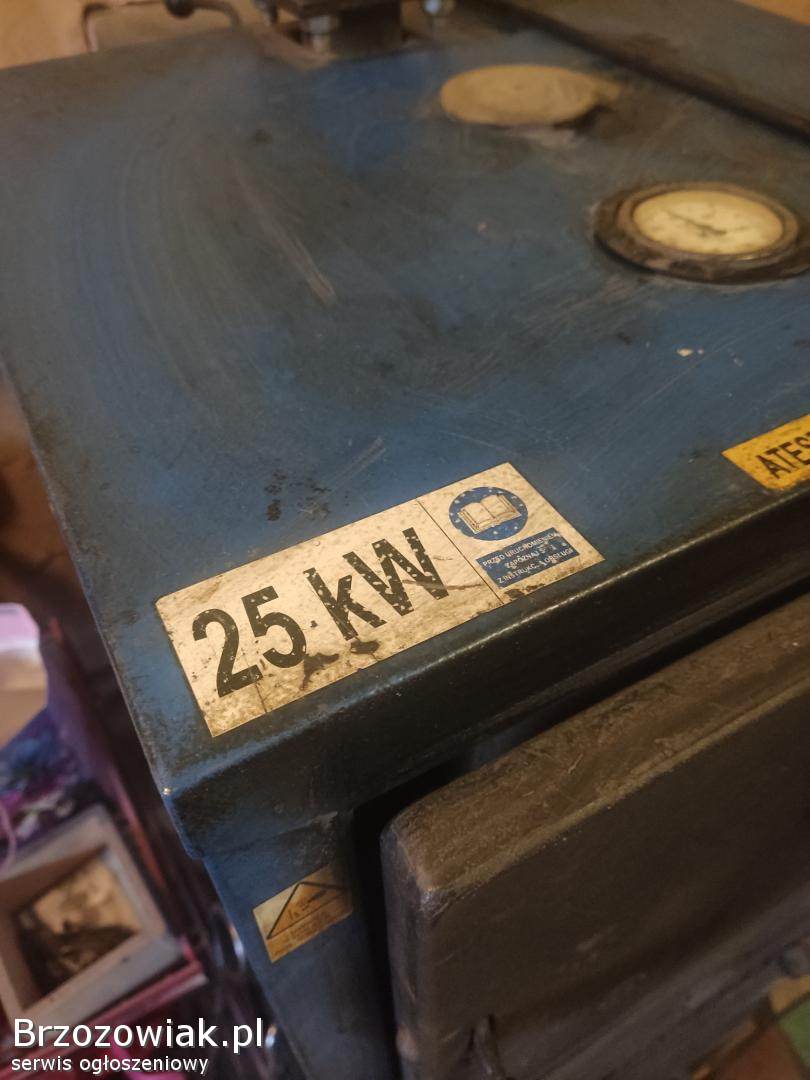 ATES
25 kW
PRZED URUCHOMIENIEM
ZAPOZNAJ SIĘ
Z INSTRUKCJĄ OBSŁUGI
Brzozowiak.pl
serwis ogłoszeniowy